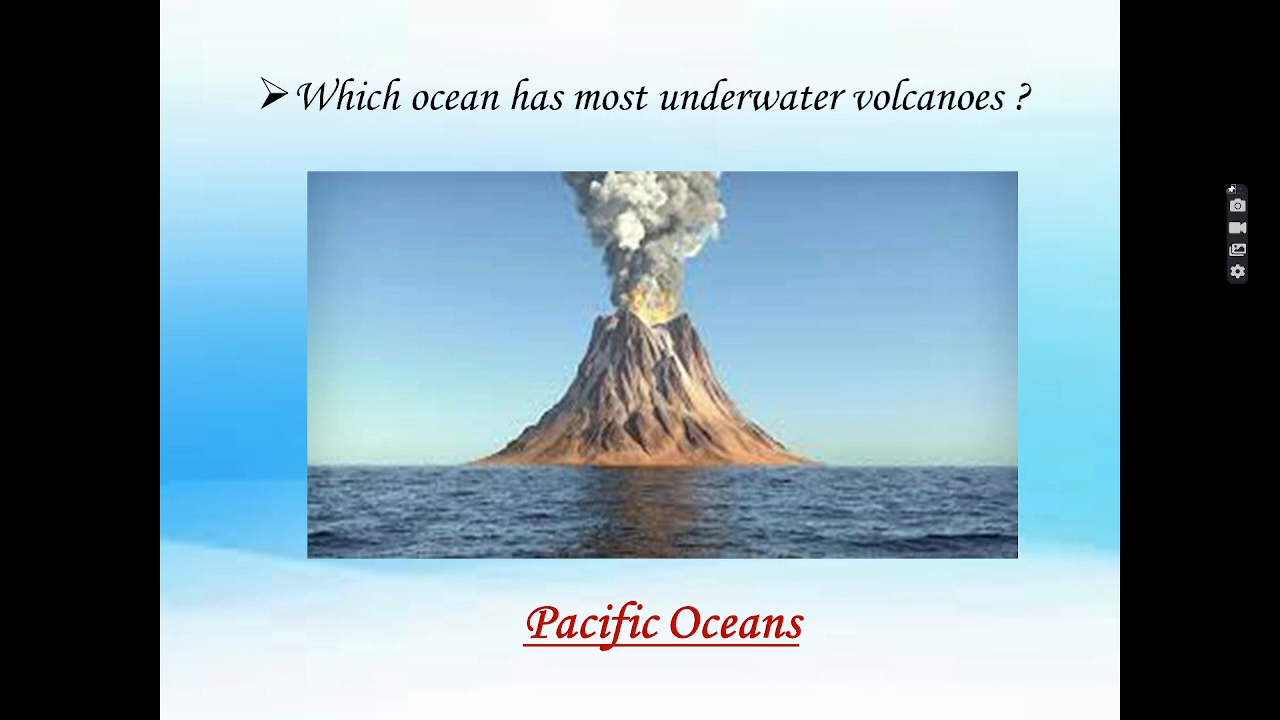 ➢Which ocean has most underwater volcanoes ?
Pacific Oceans